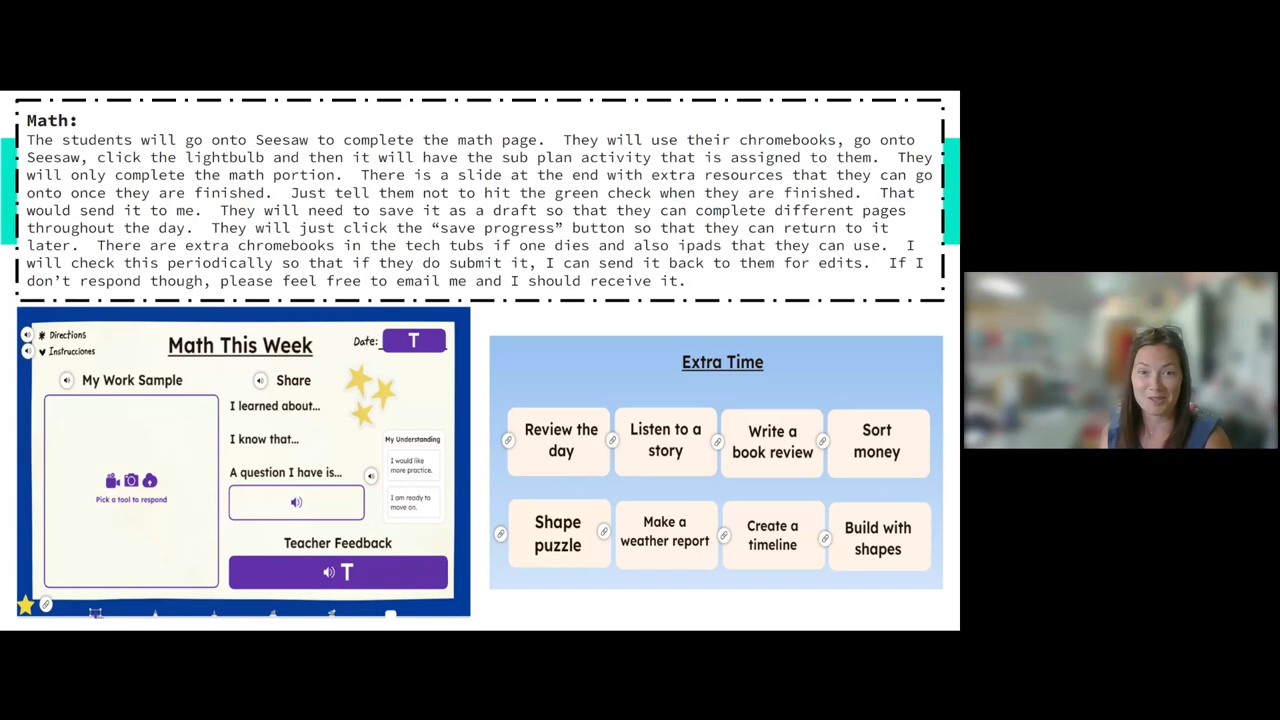 Math:
The students will go onto Seesaw to complete the math page. They will use their chromebooks, go onto
Seesaw, click the lightbulb and then it will have the sub plan activity that is assigned to them. They
will only complete the math portion. There is a slide at the end with extra resources that they can go
onto once they are finished. Just tell them not to hit the green check when they are finished. That
would send it to me. They will need to save it as a draft so that they can complete different pages
throughout the day. They will just click the “save progress” button so that they can return to it
later. There are extra chromebooks in the tech tubs if one dies and also ipads that they can use. I
will check this periodically so that if they do submit it, I can send it back to them for edits. If I
don’t respond though, please feel free to email me and I should receive it.
Directions
Instrucciones
Math This Week
Date: T
My Work Sample
Share
I learned about...
I know that...
A question I have is...
My Understanding
I would like
more practice.
I am ready to
move on.
Pick a tool to respond
Teacher Feedback
T
Extra Time
Review the
day
Listen to a
story
Write a
book review
Sort
money
Shape
puzzle
Make a
weather report
Create a
timeline
Build with
shapes